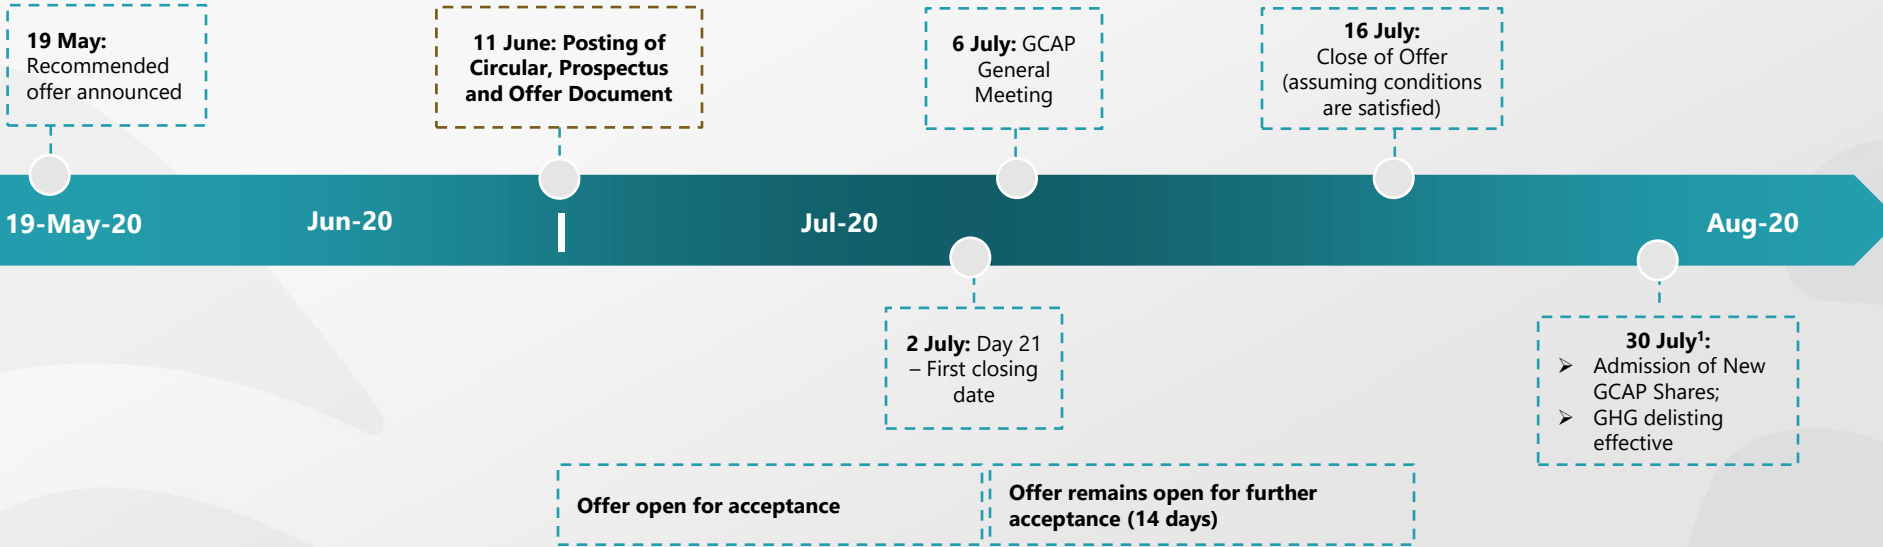 19 May:
Recommended
offer announced
11 June: Posting of
Circular, Prospectus
and Offer Document
6 July: GCAP
General
Meeting
16 July:
Close of Offer
(assuming conditions
are satisfied)
19-May-20
Jun-20
Jul-20
Aug-20
2 July: Day 21
– First closing
date
30 July¹:
➢ Admission of New
GCAP Shares;
➢ GHG delisting
effective
Offer open for acceptance
Offer remains open for further
acceptance (14 days)